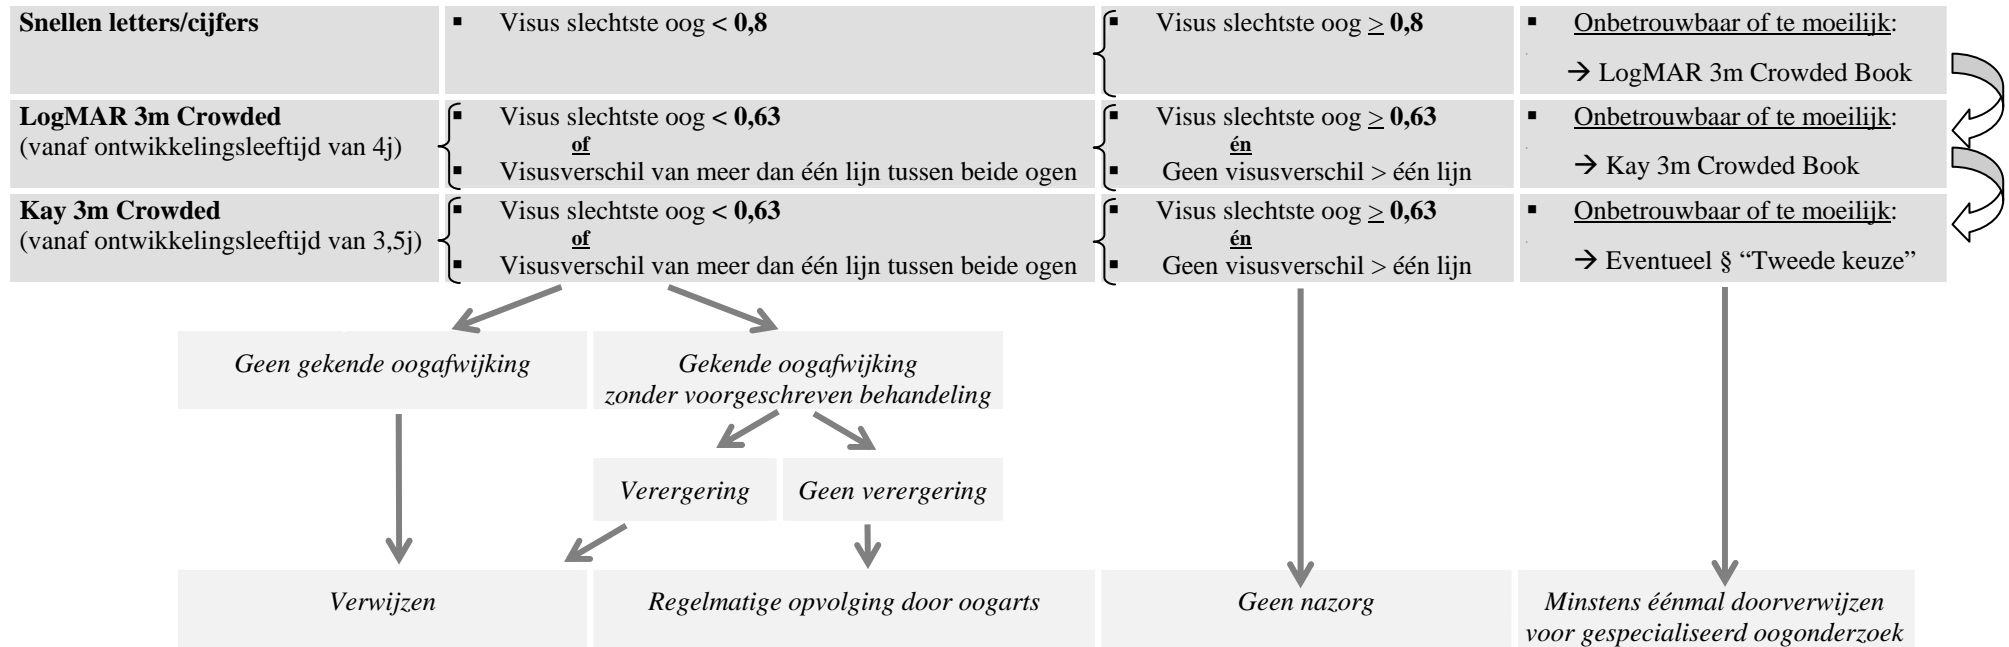 Snellen letters/cijfers
▪ Visus slechtste oog < 0,8
▪ Visus slechtste oog ≥ 0,8
▪ Onbetrouwbaar of te moeilijk:
→ LogMAR 3m Crowded Book
LogMAR 3m Crowded
(vanaf ontwikkelingsleeftijd van 4j)
▪ Visus slechtste oog < 0,63
of
▪ Visusverschil van meer dan één lijn tussen beide ogen
▪ Visus slechtste oog ≥ 0,63
én
▪ Geen visusverschil > één lijn
▪ Onbetrouwbaar of te moeilijk:
→ Kay 3m Crowded Book
Kay 3m Crowded
(vanaf ontwikkelingsleeftijd van 3,5j)
▪ Visus slechtste oog < 0,63
of
▪ Visusverschil van meer dan één lijn tussen beide ogen
▪ Visus slechtste oog ≥ 0,63
én
▪ Geen visusverschil > één lijn
▪ Onbetrouwbaar of te moeilijk:
→ Eventueel § “Tweede keuze”
Geen gekende oogafwijking
Gekende oogafwijking
zonder voorgeschreven behandeling
Verergering
Geen verergering
Verwijzen
Regelmatige opvolging door oogarts
Geen nazorg
Minstens éénmal doorverwijzen
voor gespecialiseerd oogonderzoek